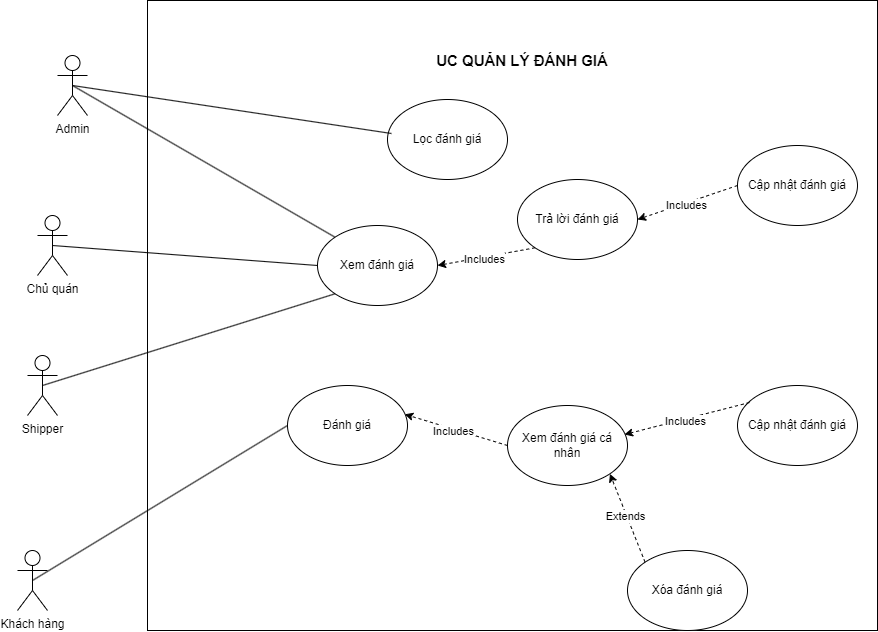 UC QUẢN LÝ ĐÁNH GIÁ
Admin
Lọc đánh giá
Cập nhật đánh giá
Includes
Trả lời đánh giá
Chủ quán
Xem đánh giá
Includes
Shipper
Đánh giá
Includes
Xem đánh giá cá
nhân
Includes
Cập nhật đánh giá
Extends
Xóa đánh giá
Khách hàng